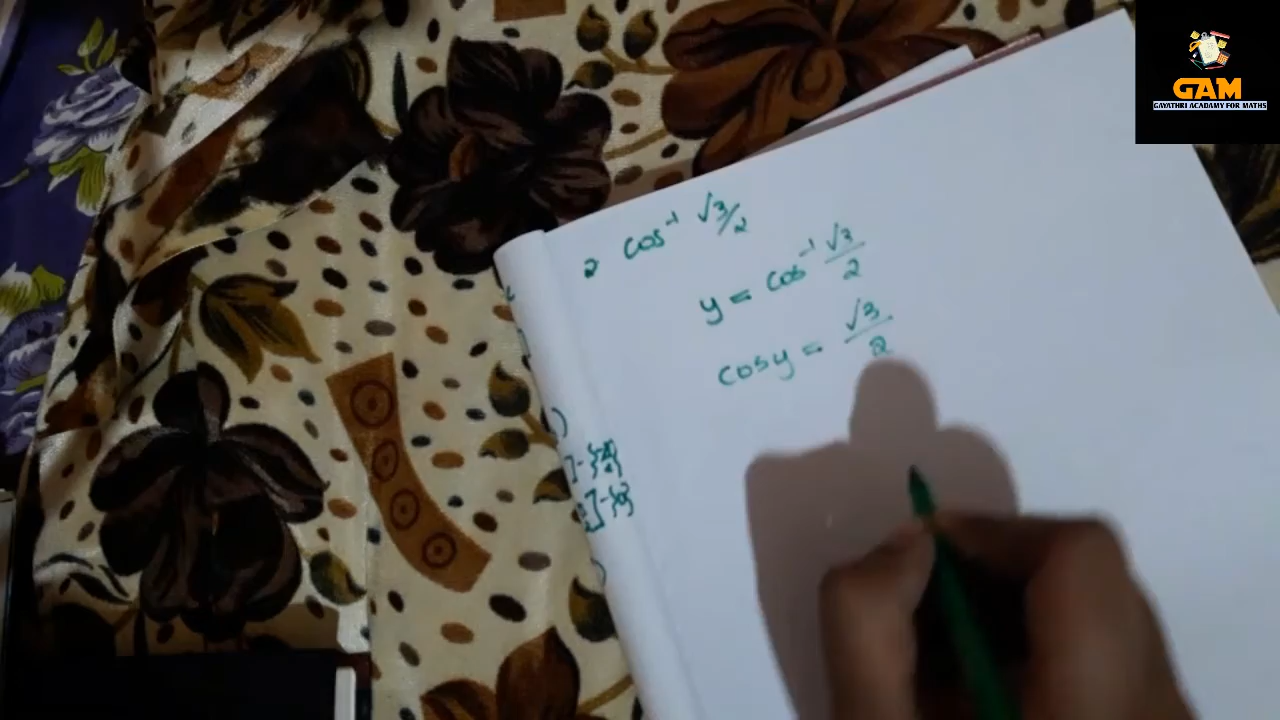 GAM
GAYATHRI ACADAMY FOR MATHS
2 cos⁻¹ √3/2
y = cos⁻¹ √3/2
cos y = √3/2